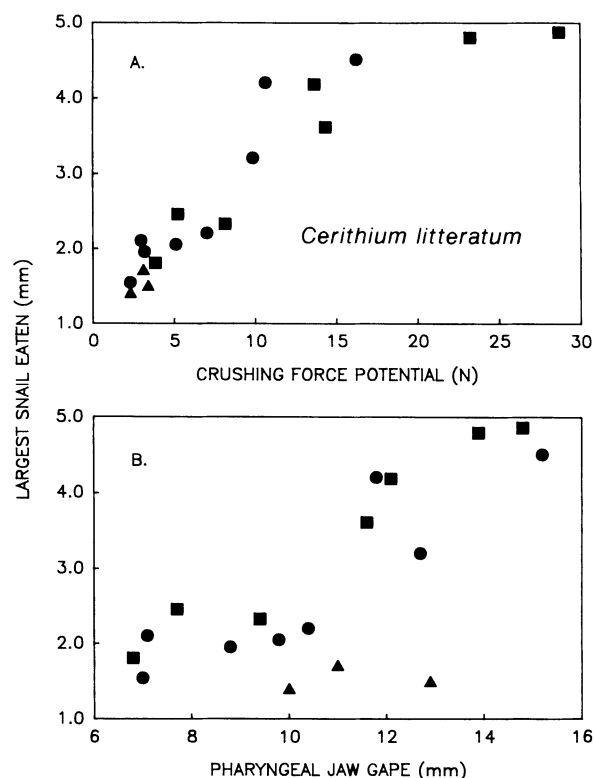 LARGEST SNAIL EATEN (mm)
5.0
4.0
3.0
2.0
1.0
A.
Cerithium litteratum
0 5 10 15 20 25 30
CRUSHING FORCE POTENTIAL (N)
5.0
4.0
3.0
2.0
1.0
B.
6 8 10 12 14 16
PHARYNGEAL JAW GAPE (mm)